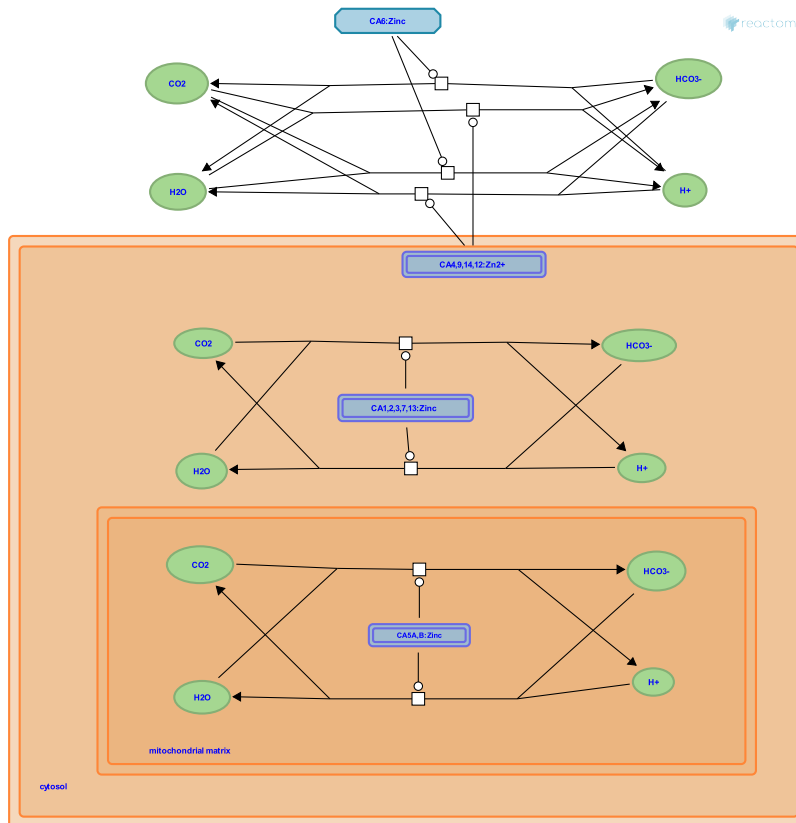 CA6:Zinc
reactom
CO2
HCO3-
H2O
H+
CA4,9,14,12:Zn2+
CO2
HCO3-
CA1,2,3,7,13:Zinc
H2O
H+
CO2
HCO3-
CA5A,B:Zinc
H2O
H+
mitochondrial matrix
cytosol